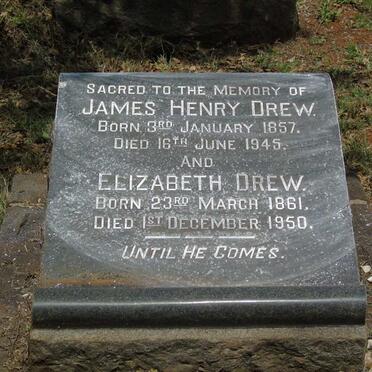 Sacred to the Memory of
James Henry Drew.
Born 3rd January 1857.
Died 16th June 1945.
and
Elizabeth Drew.
Born 23rd March 1861.
Died 1st December 1950.
Until He Comes.